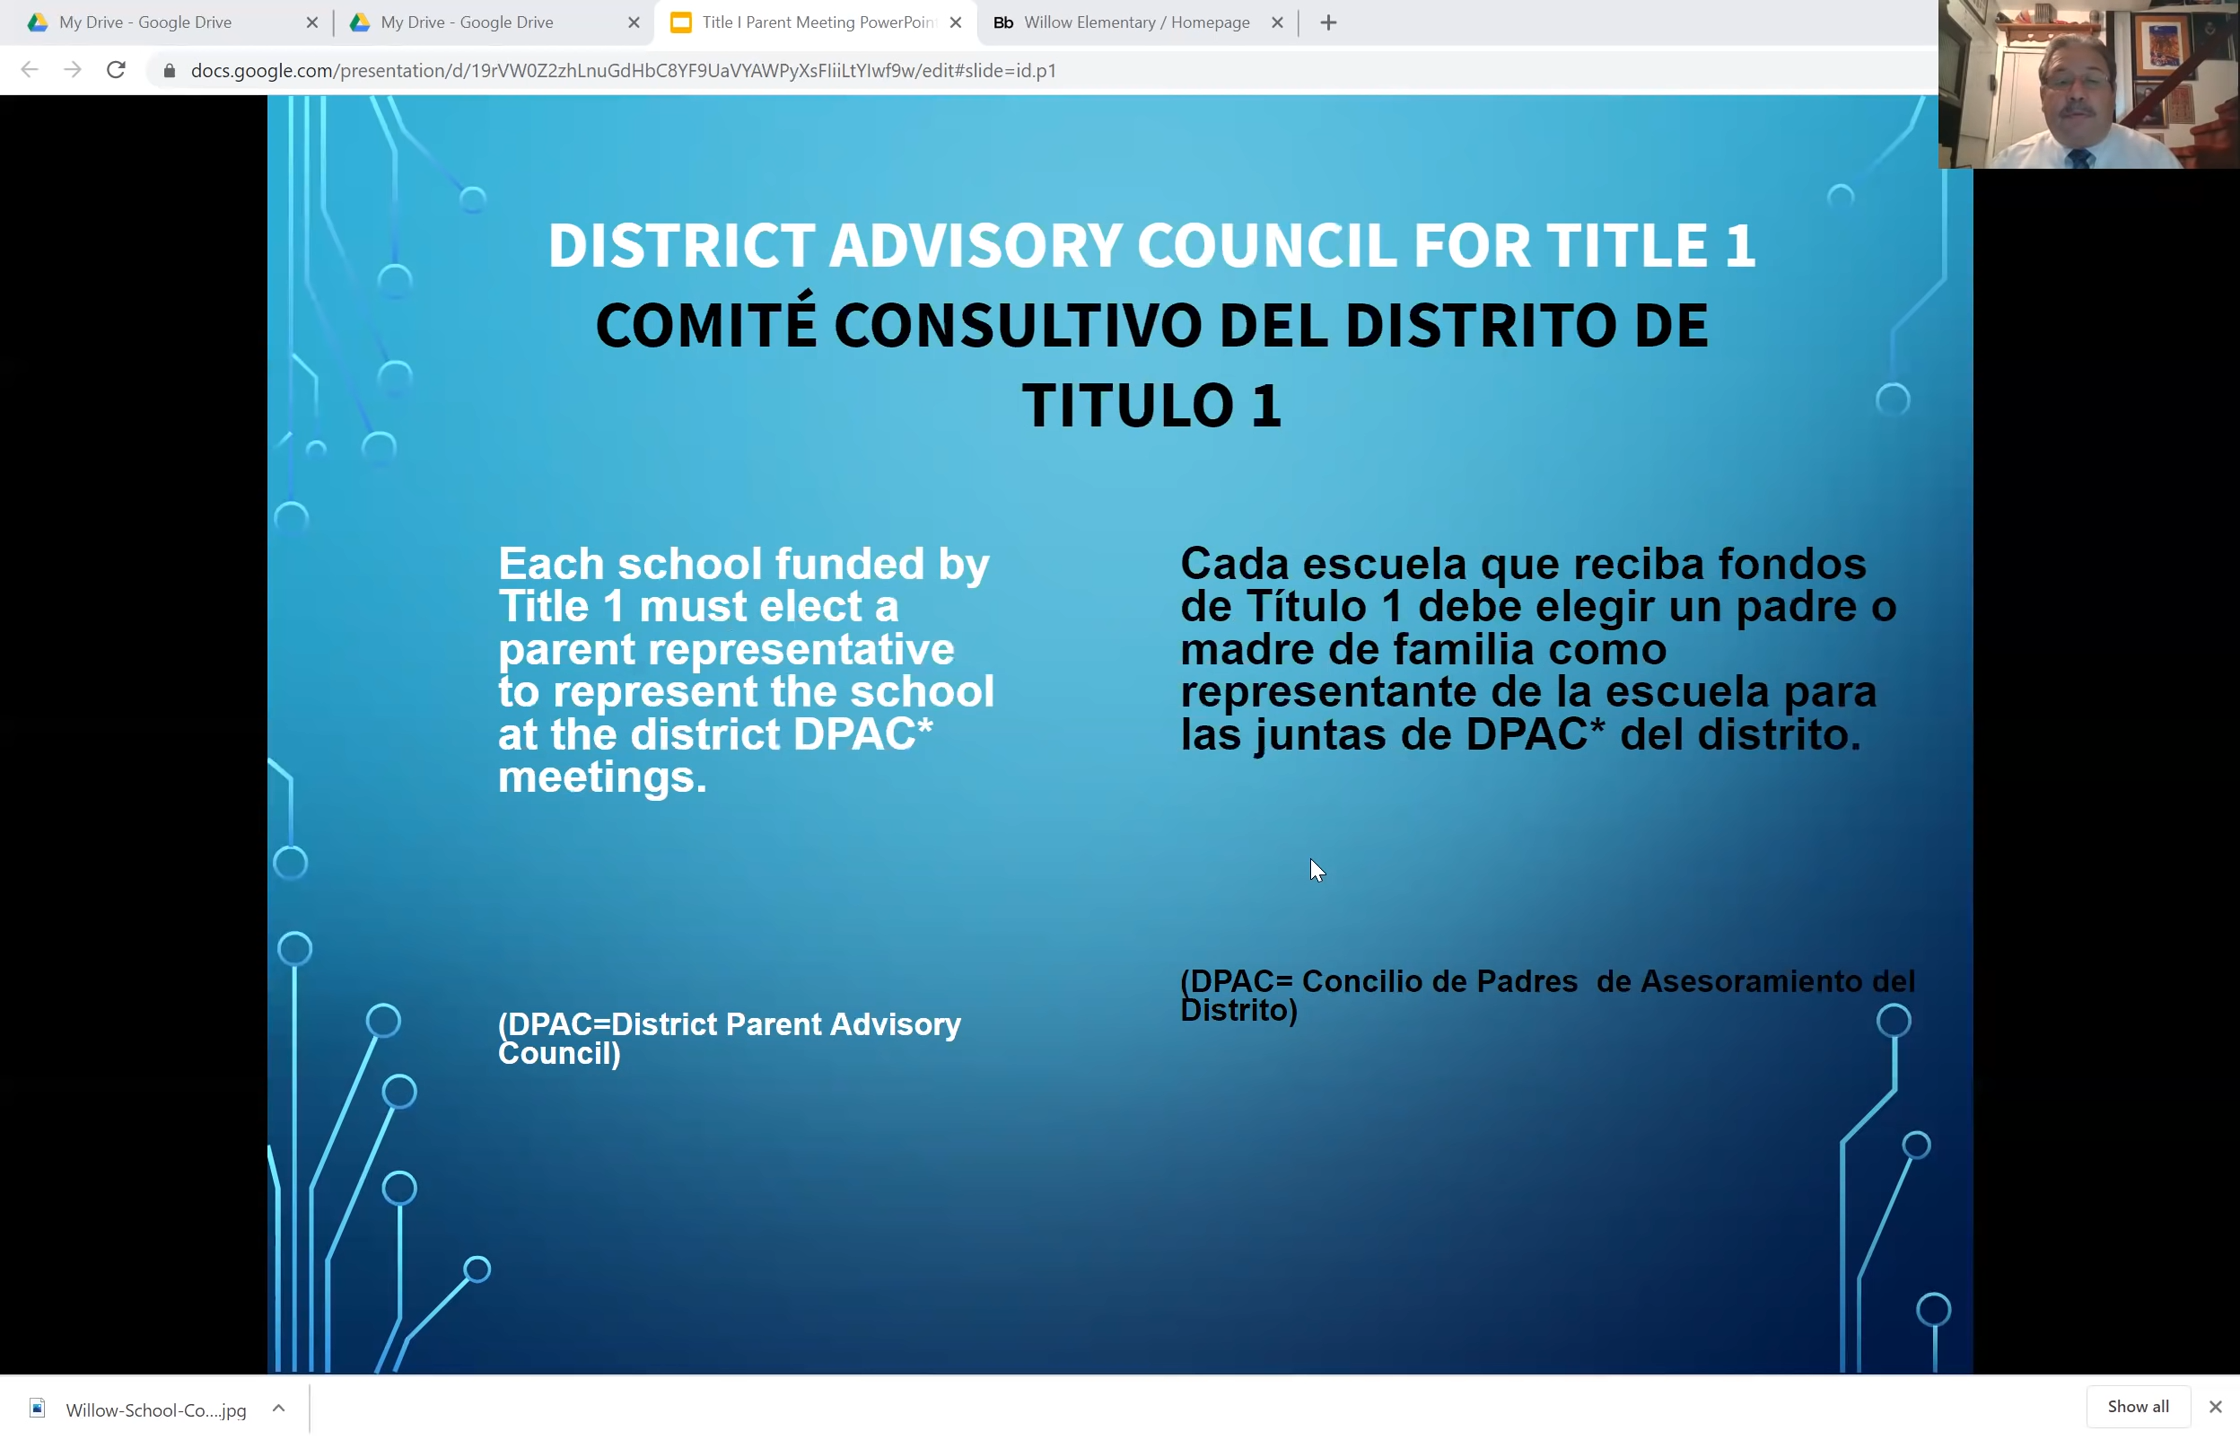 My Drive - Google Drive
My Drive - Google Drive
Title I Parent Meeting PowerPoin
Bb Willow Elementary / Homepage
docs.google.com/presentation/d/19rVW0Z2zhLnuGdHbC8YF9UaVYAWPyXsFIiiLtYIwf9w/edit#slide=id.p1
DISTRICT ADVISORY COUNCIL FOR TITLE 1
COMITÉ CONSULTIVO DEL DISTRITO DE
TITULO 1
Each school funded by
Title 1 must elect a
parent representative
to represent the school
at the district DPAC*
meetings.
(DPAC=District Parent Advisory
Council)
Cada escuela que reciba fondos
de Título 1 debe elegir un padre o
madre de familia como
representante de la escuela para
las juntas de DPAC* del distrito.
(DPAC= Concilio de Padres  de Asesoramiento del
Distrito)
Willow-School-Co....jpg
Show all